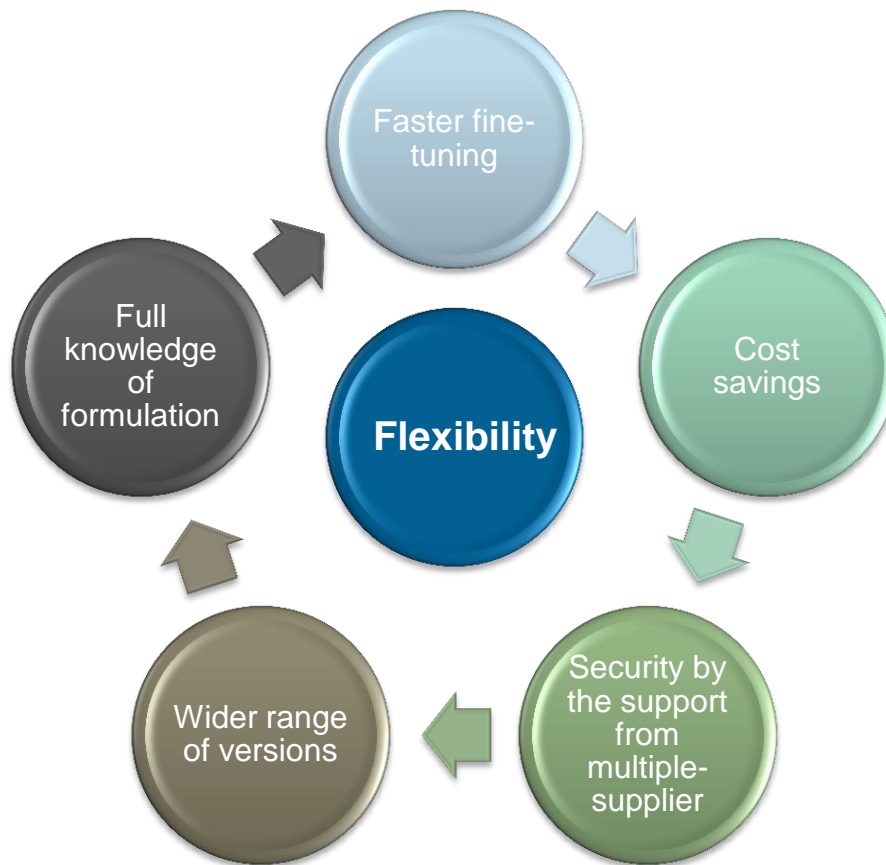 Faster fine-
tuning
Cost
savings
Security by
the support
from
multiple-
supplier
Wider range
of versions
Full
knowledge
of
formulation
Flexibility